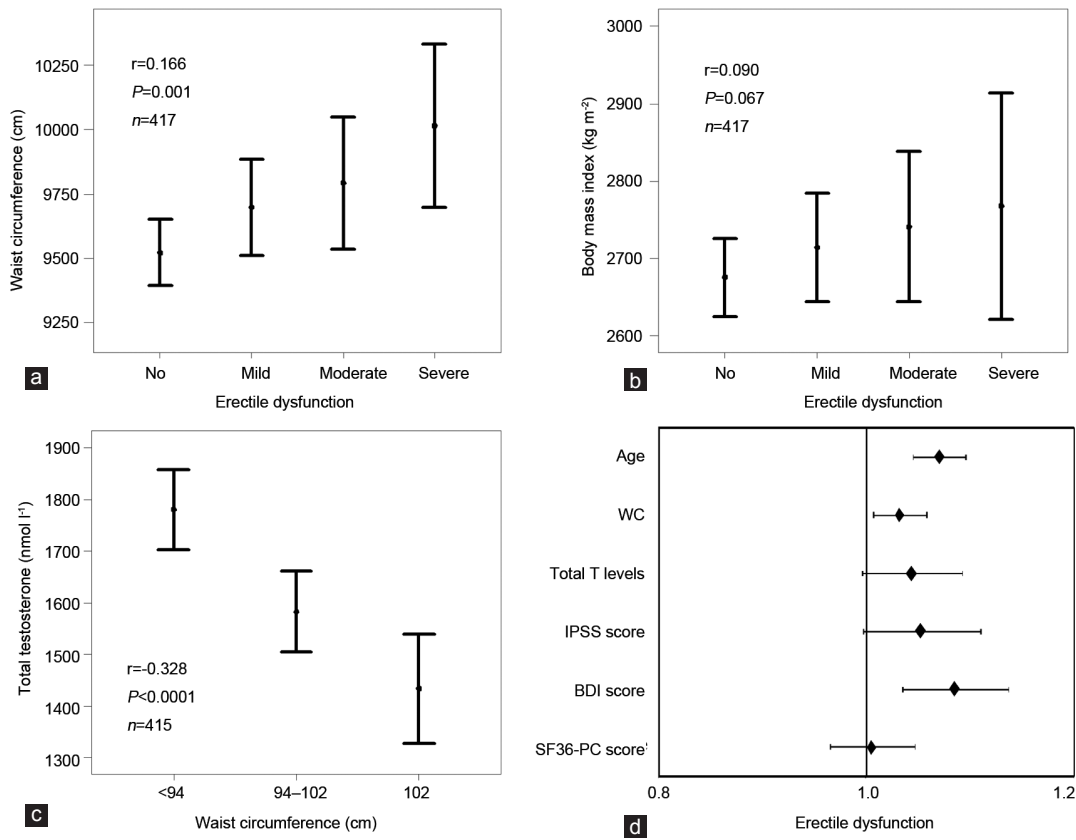 10250
10000
9750
9500
9250
Waist circumference (cm)
r=0.166
P=0.001
n=417
No Mild Moderate Severe
Erectile dysfunction
a
3000
2900
2800
2700
2600
Body mass index (kg m⁻²)
r=0.090
P=0.067
n=417
No Mild Moderate Severe
Erectile dysfunction
b
1900
1800
1700
1600
1500
1400
1300
Total testosterone (nmol l⁻¹)
r=-0.328
P<0.0001
n=415
<94 94–102 102
Waist circumference (cm)
c
Age
WC
Total T levels
IPSS score
BDI score
SF36-PC score
0.8 1.0 1.2
Erectile dysfunction
d